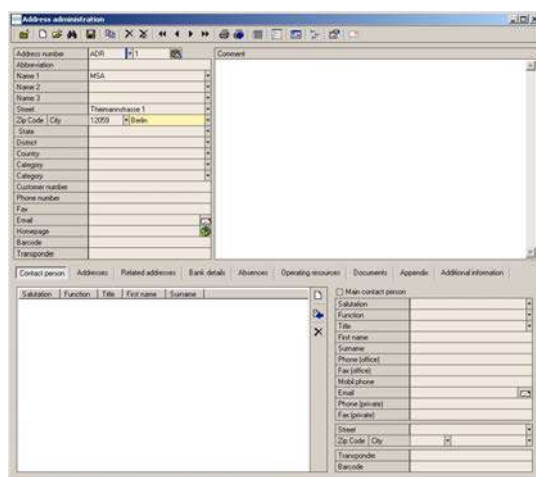 Address administration
Address number ADR 1 Comment
Abbreviation
Name 1 MSA
Name 2
Name 3
Street Thiemannstrasse 1
Zip Code | City 12059 Berlin
State
District
Country
Category
Category
Customer number
Phone number
Fax
Email
Homepage
Barcode
Transponder
Contact person Addresses Related addresses Bank details Absences Operating resources Documents Appendix Additional information
Salutation Function Title First name Surname
Main contact person
Salutation
Function
Title
First name
Surname
Phone (office)
Fax (office)
Mobil phone
Email
Phone (private)
Fax (private)
Street
Zip Code | City
Transponder
Barcode